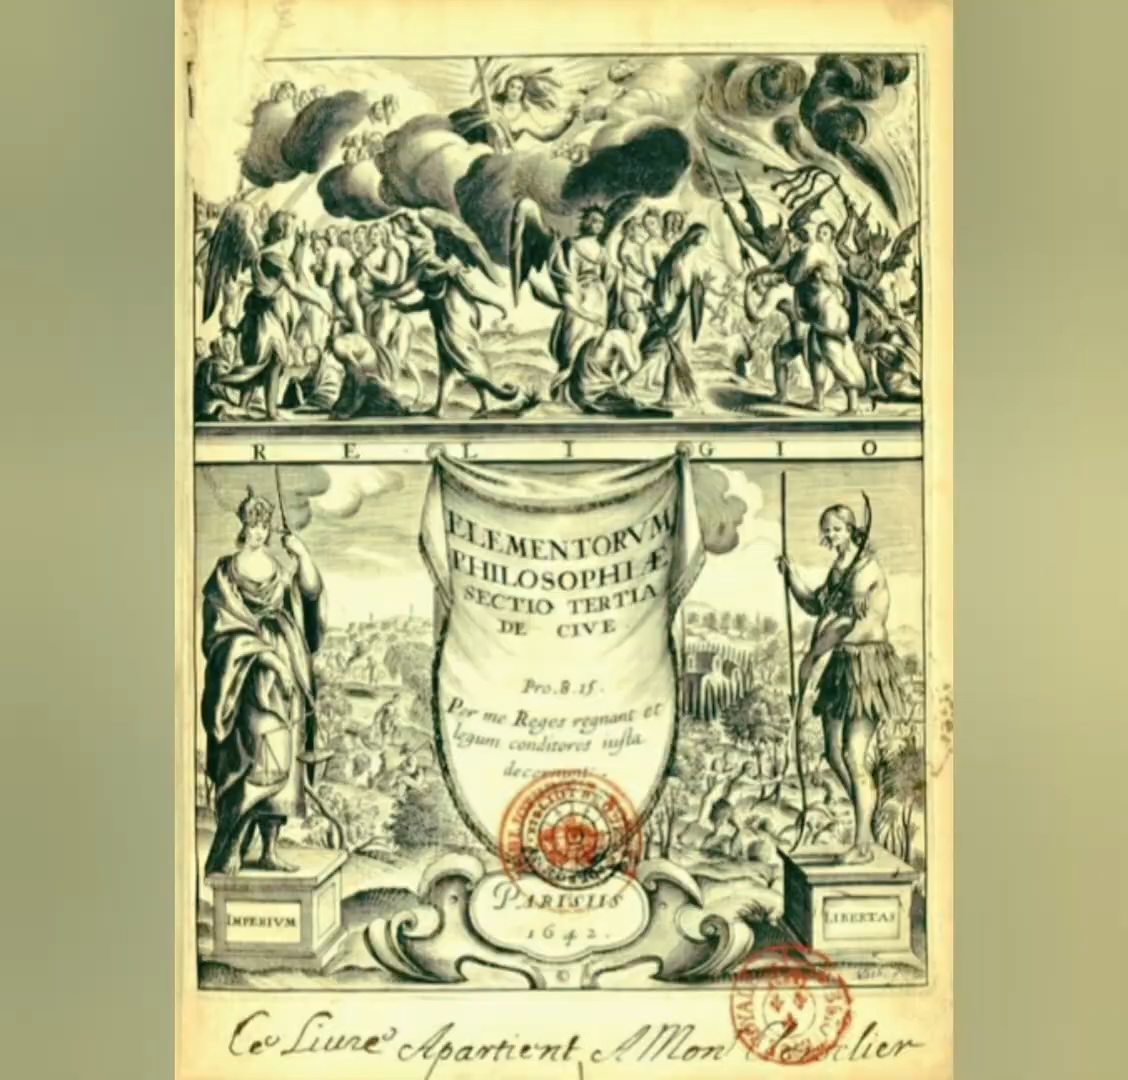 RELIGIO
ELEMENTORVM
PHILOSOPHIÆ
SECTIO TERTIA
DE CIVE
Pro. 8. 15.
Per me Reges regnant et
legum conditores iusta
decernunt.
PARISIIS
1642.
IMPERIVM
LIBERTAS
Ce Liure Apartient A Mon